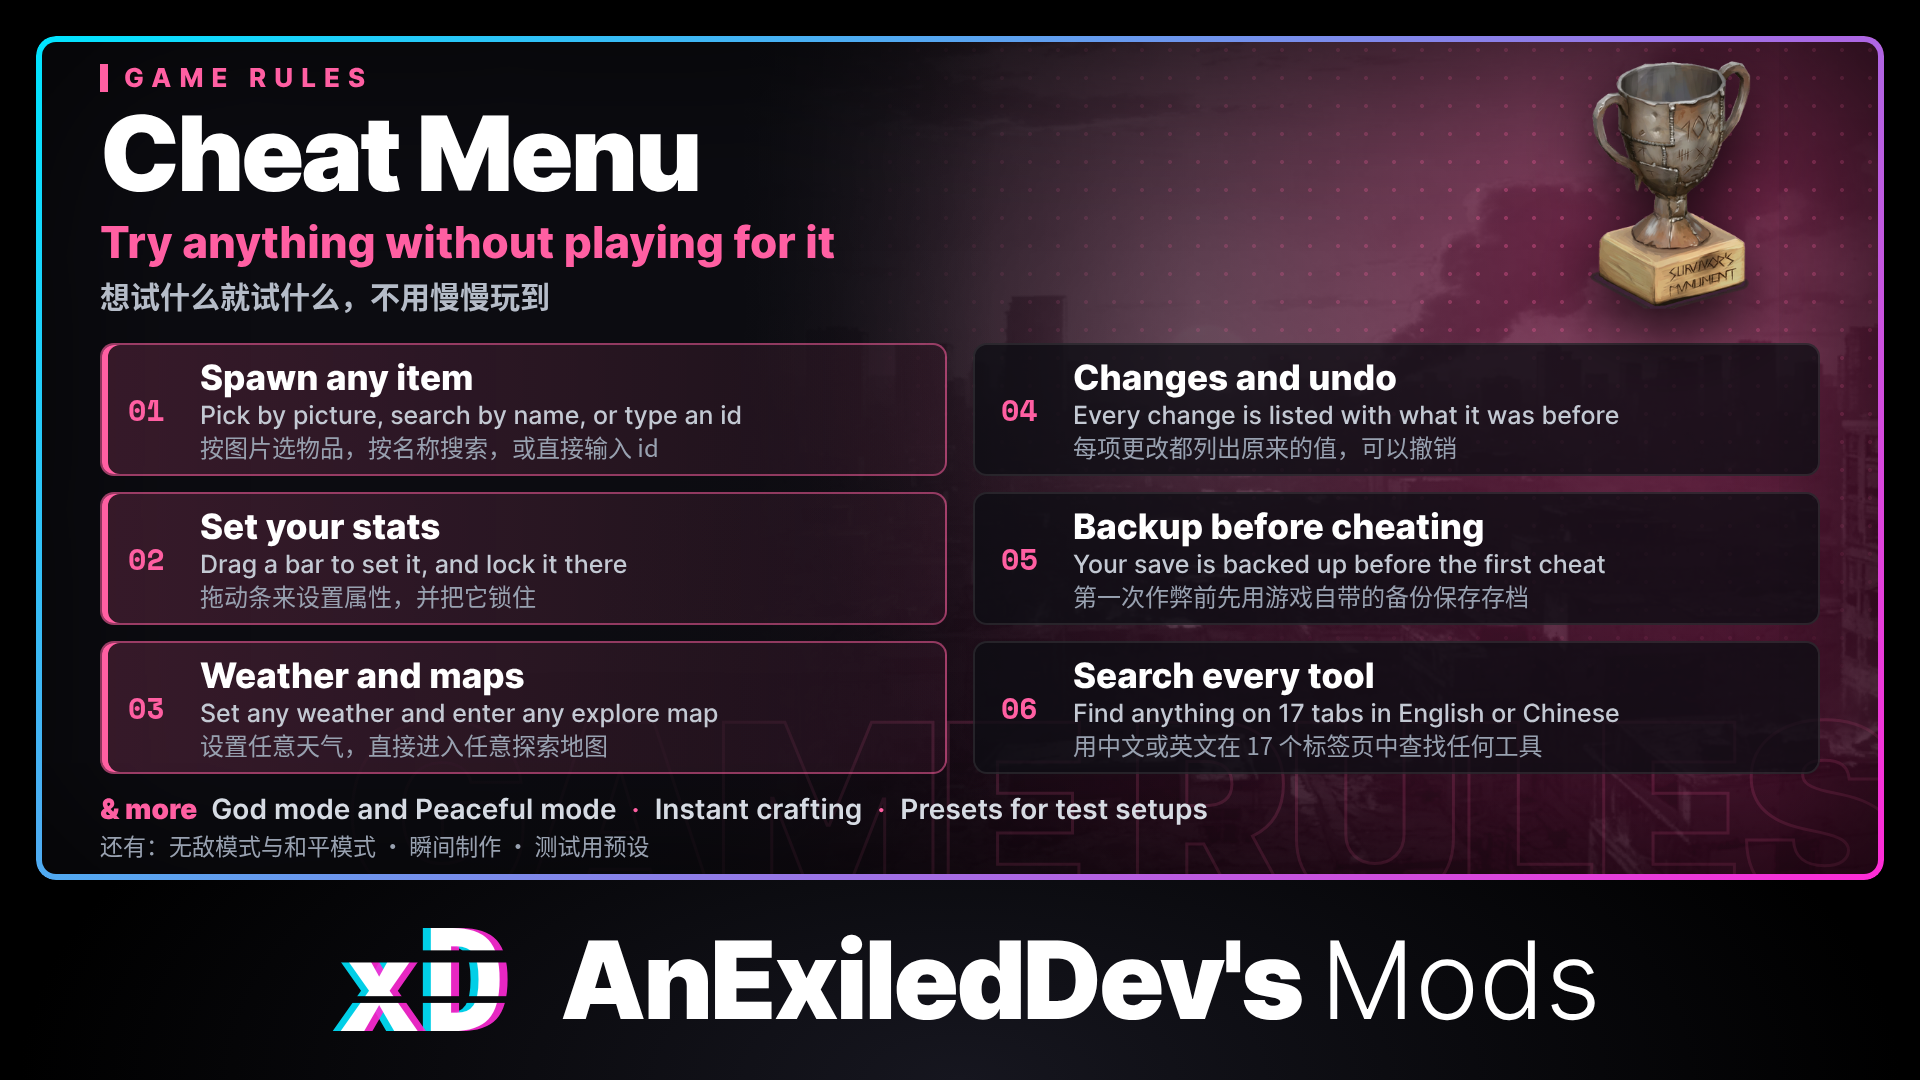 GAME RULES
Cheat Menu
Try anything without playing for it
想试什么就试什么，不用慢慢玩到
01
Spawn any item
Pick by picture, search by name, or type an id
按图片选物品，按名称搜索，或直接输入 id
02
Set your stats
Drag a bar to set it, and lock it there
拖动条来设置属性，并把它锁住
03
Weather and maps
Set any weather and enter any explore map
设置任意天气，直接进入任意探索地图
04
Changes and undo
Every change is listed with what it was before
每项更改都列出原来的值，可以撤销
05
Backup before cheating
Your save is backed up before the first cheat
第一次作弊前先用游戏自带的备份保存存档
06
Search every tool
Find anything on 17 tabs in English or Chinese
用中文或英文在 17 个标签页中查找任何工具
& more God mode and Peaceful mode · Instant crafting · Presets for test setups
还有：无敌模式与和平模式 · 瞬间制作 · 测试用预设
GAME RULES
SURVIVOR'S
MONUMENT
xD AnExiledDev's Mods